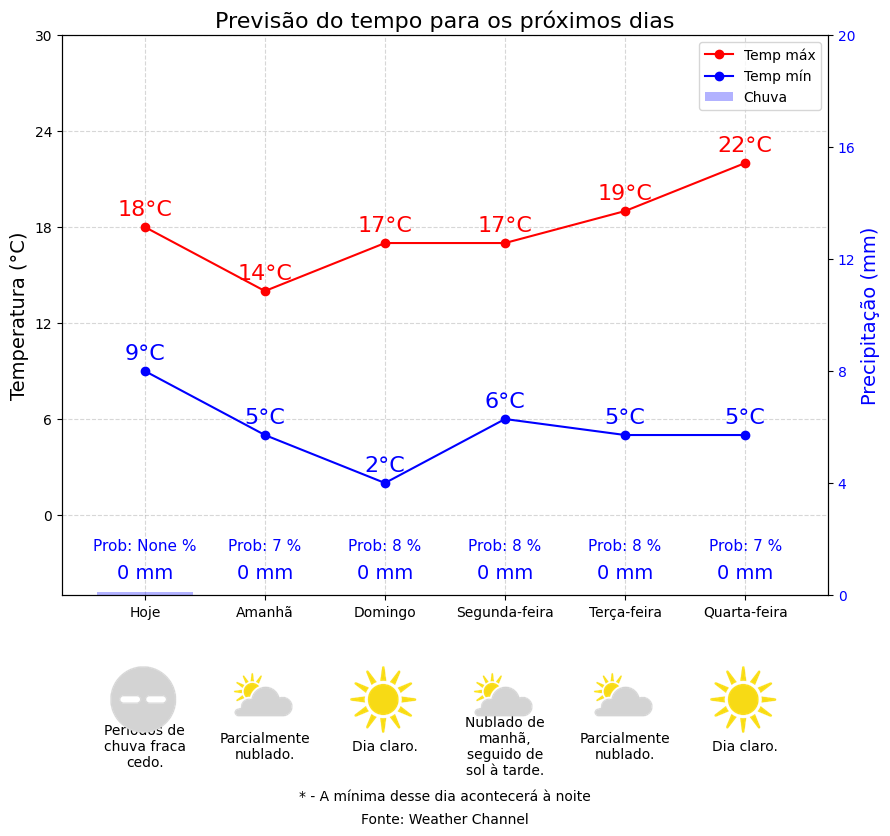 Previsão do tempo para os próximos dias
Temp máx
Temp mín
Chuva
Temperatura (°C)
Precipitação (mm)
30
24
18
12
6
0
20
16
12
8
4
0
18°C
14°C
17°C
17°C
19°C
22°C
9°C
5°C
2°C
6°C
5°C
5°C
Prob: None %
Prob: 7 %
Prob: 8 %
Prob: 8 %
Prob: 8 %
Prob: 7 %
0 mm
0 mm
0 mm
0 mm
0 mm
0 mm
Hoje
Amanhã
Domingo
Segunda-feira
Terça-feira
Quarta-feira
Períodos de
chuva fraca
cedo.
Parcialmente
nublado.
Dia claro.
Nublado de
manhã,
seguido de
sol à tarde.
Parcialmente
nublado.
Dia claro.
* - A mínima desse dia acontecerá à noite
Fonte: Weather Channel